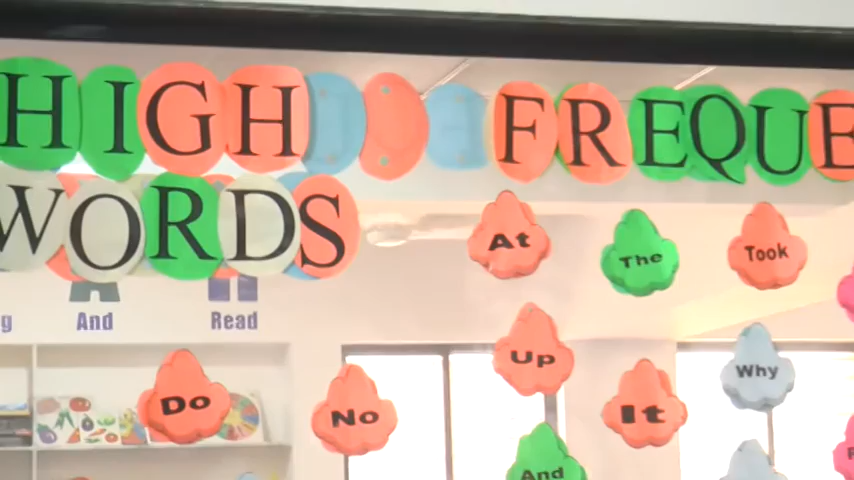 HIGH FREQUE
WORDS
At
The
Took
g And Read
Up
Why
Do
No
It
And